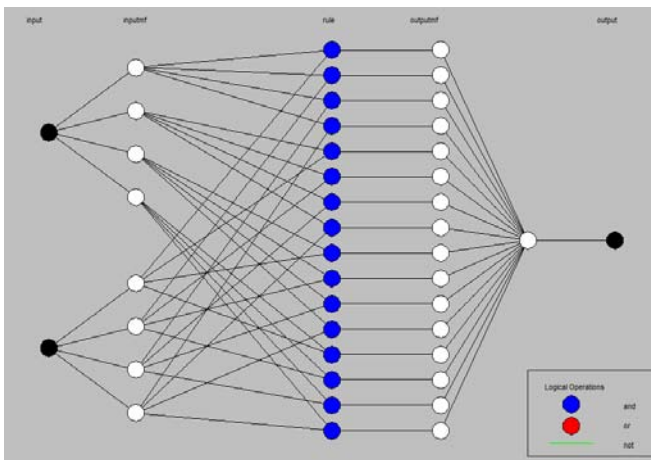 input inputmf rule outputmf output
Logical Operations
and
or
not